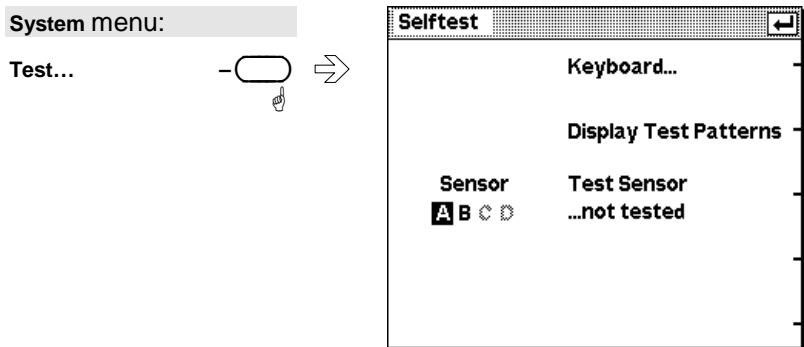 System menu:
Test...
Selftest
Keyboard...
Display Test Patterns
Sensor
Test Sensor
A B C D
...not tested